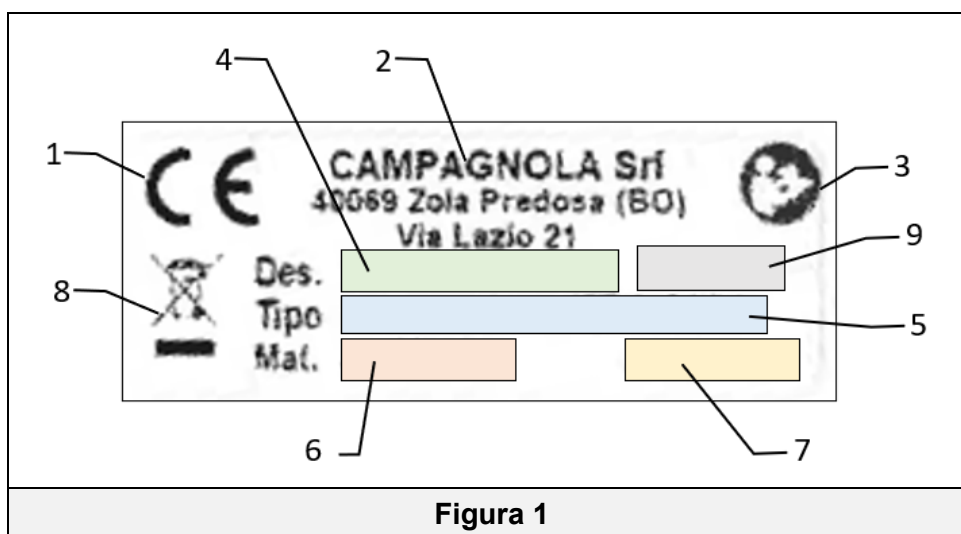 4
2
1
CE
CAMPAGNOLA Srl
3
40069 Zola Predosa (BO)
Via Lazio 21
9
8
Des.
Tipo
5
Mat.
6
7
Figura 1